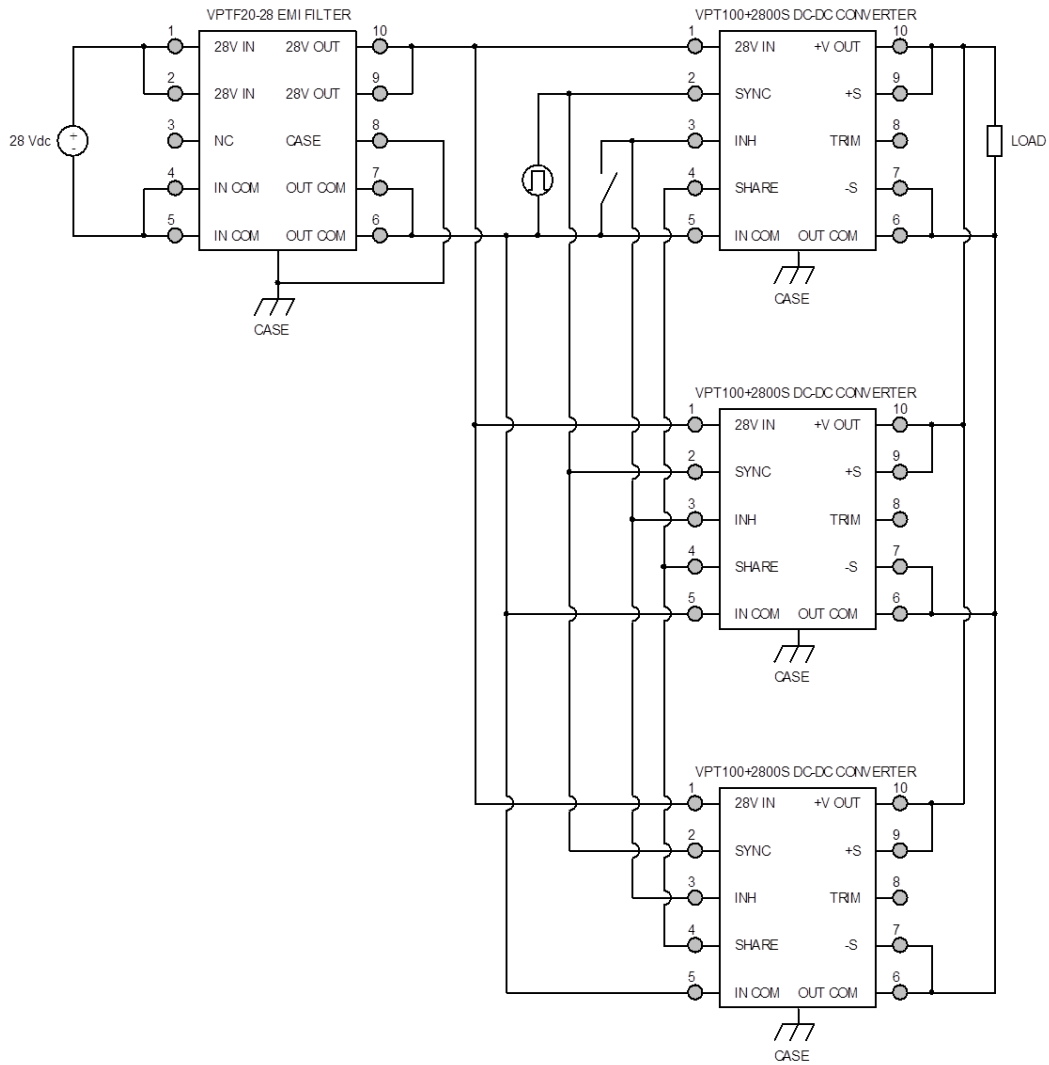 VPTF20-28 EMI FILTER
1 28V IN 28V OUT 10
2 28V IN 28V OUT 9
3 NC CASE 8
4 IN COM OUT COM 7
5 IN COM OUT COM 6
28 Vdc
+
-
CASE
VPT100+2800S DC-DC CONVERTER
1 28V IN +V OUT 10
2 SYNC +S 9
3 INH TRIM 8
4 SHARE -S 7
5 IN COM OUT COM 6
CASE
LOAD
VPT100+2800S DC-DC CONVERTER
1 28V IN +V OUT 10
2 SYNC +S 9
3 INH TRIM 8
4 SHARE -S 7
5 IN COM OUT COM 6
CASE
VPT100+2800S DC-DC CONVERTER
1 28V IN +V OUT 10
2 SYNC +S 9
3 INH TRIM 8
4 SHARE -S 7
5 IN COM OUT COM 6
CASE